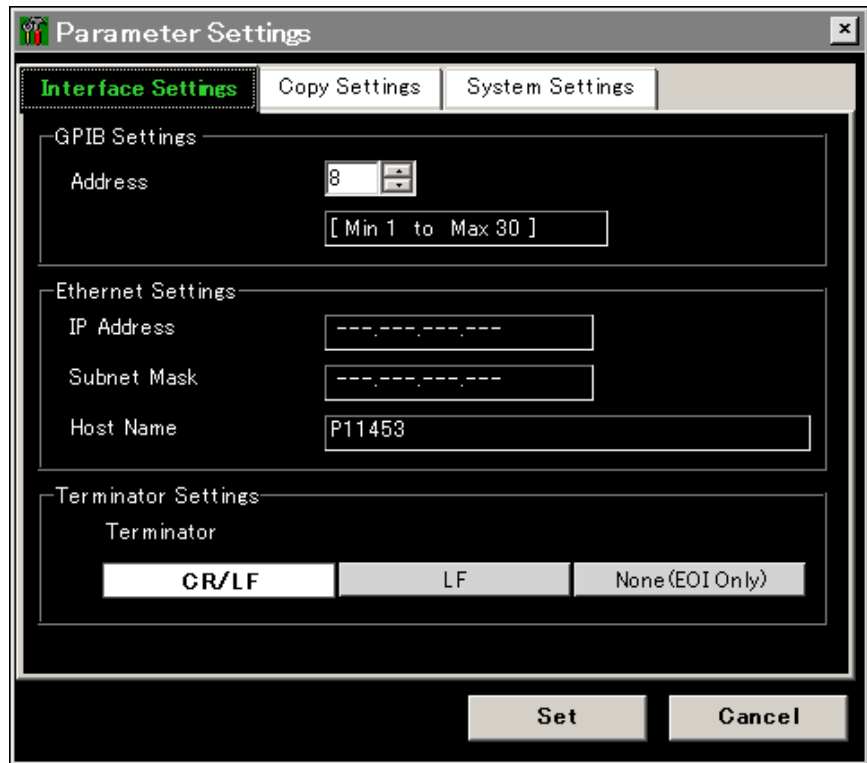 Parameter Settings
Interface Settings Copy Settings System Settings
GPIB Settings
Address 8
[ Min 1 to Max 30 ]
Ethernet Settings
IP Address ---.---.---.---
Subnet Mask ---.---.---.---
Host Name P11453
Terminator Settings
Terminator
CR/LF LF None(EOI Only)
Set Cancel